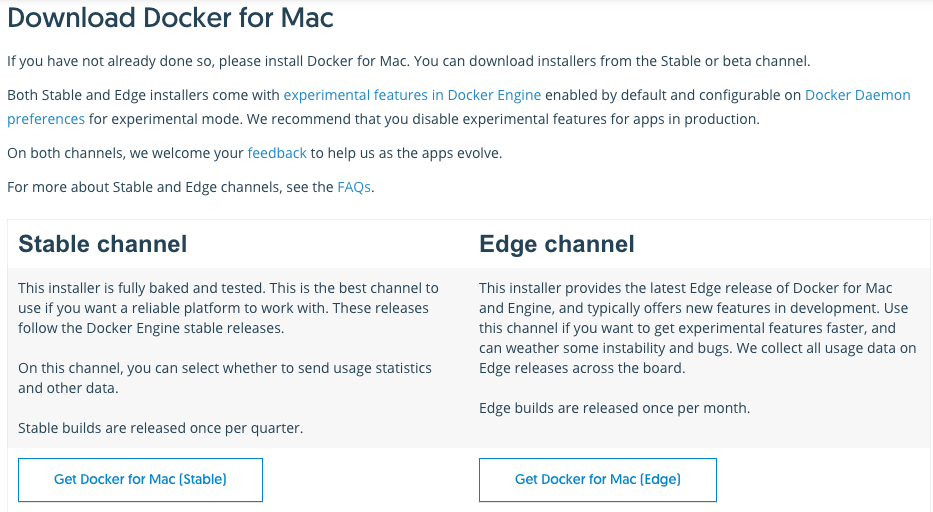 Download Docker for Mac
If you have not already done so, please install Docker for Mac. You can download installers from the Stable or beta channel.
Both Stable and Edge installers come with experimental features in Docker Engine enabled by default and configurable on Docker Daemon
preferences for experimental mode. We recommend that you disable experimental features for apps in production.
On both channels, we welcome your feedback to help us as the apps evolve.
For more about Stable and Edge channels, see the FAQs.
Stable channel
This installer is fully baked and tested. This is the best channel to
use if you want a reliable platform to work with. These releases
follow the Docker Engine stable releases.
On this channel, you can select whether to send usage statistics
and other data.
Stable builds are released once per quarter.
Get Docker for Mac (Stable)
Edge channel
This installer provides the latest Edge release of Docker for Mac
and Engine, and typically offers new features in development. Use
this channel if you want to get experimental features faster, and
can weather some instability and bugs. We collect all usage data on
Edge releases across the board.
Edge builds are released once per month.
Get Docker for Mac (Edge)